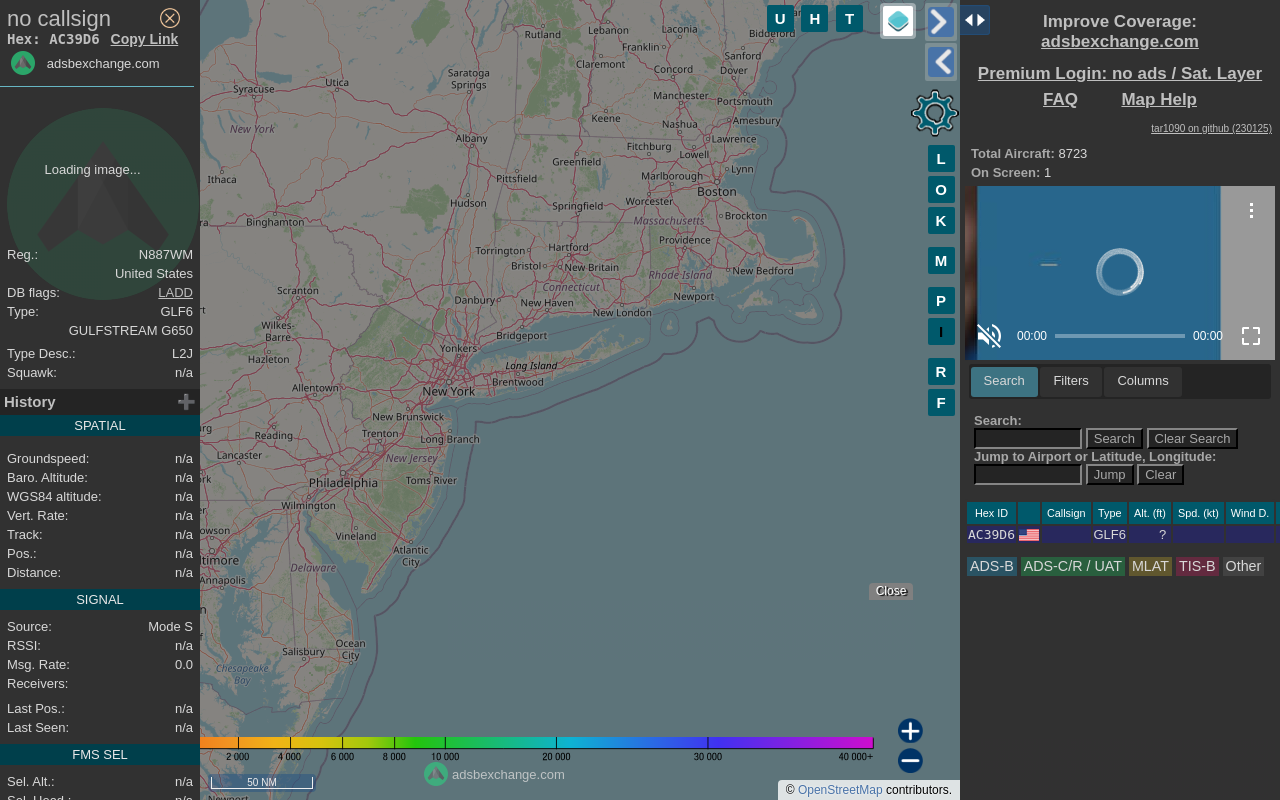 no callsign
Hex: AC39D6 Copy Link
adsbexchange.com
Loading image...
Reg.: N887WM
United States
DB flags: LADD
Type: GLF6
GULFSTREAM G650
Type Desc.: L2J
Squawk: n/a
History
SPATIAL
Groundspeed: n/a
Baro. Altitude: n/a
WGS84 altitude: n/a
Vert. Rate: n/a
Track: n/a
Pos.: n/a
Distance: n/a
SIGNAL
Source: Mode S
RSSI: n/a
Msg. Rate: 0.0
Receivers:
Last Pos.: n/a
Last Seen: n/a
FMS SEL
Sel. Alt.: n/a
Sel. Head.: n/a
U H T
Rutland
Lebanon
Laconia
Biddeford
Franklin
Sanford
Claremont
Concord
Dover
Saratoga
Springs
Utica
Syracuse
Manchester
Portsmouth
Keene
Nashua
Amesbury
New York
Albany
Fitchburg
Lawrence
Greenfield
Lowell
Ithaca
Pittsfield
Marlborough
Lynn
Boston
Hudson
Springfield
Worcester
Binghamton
Massachusetts
Brockton
Torrington
Hartford
Providence
Bristol
New Britain
Rhode Island
New Bedford
Scranton
Connecticut
Danbury
New Haven
Newport
New London
Wilkes-
Barre
Bridgeport
Yonkers
Hazleton
Long Island
Allentown
Brentwood
New York
New Brunswick
Reading
Trenton
Long Branch
Lancaster
New Jersey
Philadelphia
Toms River
Wilmington
Vineland
Atlantic
City
Delaware
Annapolis
Ocean
City
Salisbury
Chesapeake
Bay
Newport
L
O
K
M
P
I
R
F
Close
2 000 4 000 6 000 8 000 10 000 20 000 30 000 40 000+
50 NM
adsbexchange.com
© OpenStreetMap contributors.
Improve Coverage:
adsbexchange.com
Premium Login: no ads / Sat. Layer
FAQ Map Help
tar1090 on github (230125)
Total Aircraft: 8723
On Screen: 1
00:00 00:00
Search Filters Columns
Search:
Search Clear Search
Jump to Airport or Latitude, Longitude:
Jump Clear
Hex ID Callsign Type Alt. (ft) Spd. (kt) Wind D.
AC39D6 GLF6 ?
ADS-B ADS-C/R / UAT MLAT TIS-B Other